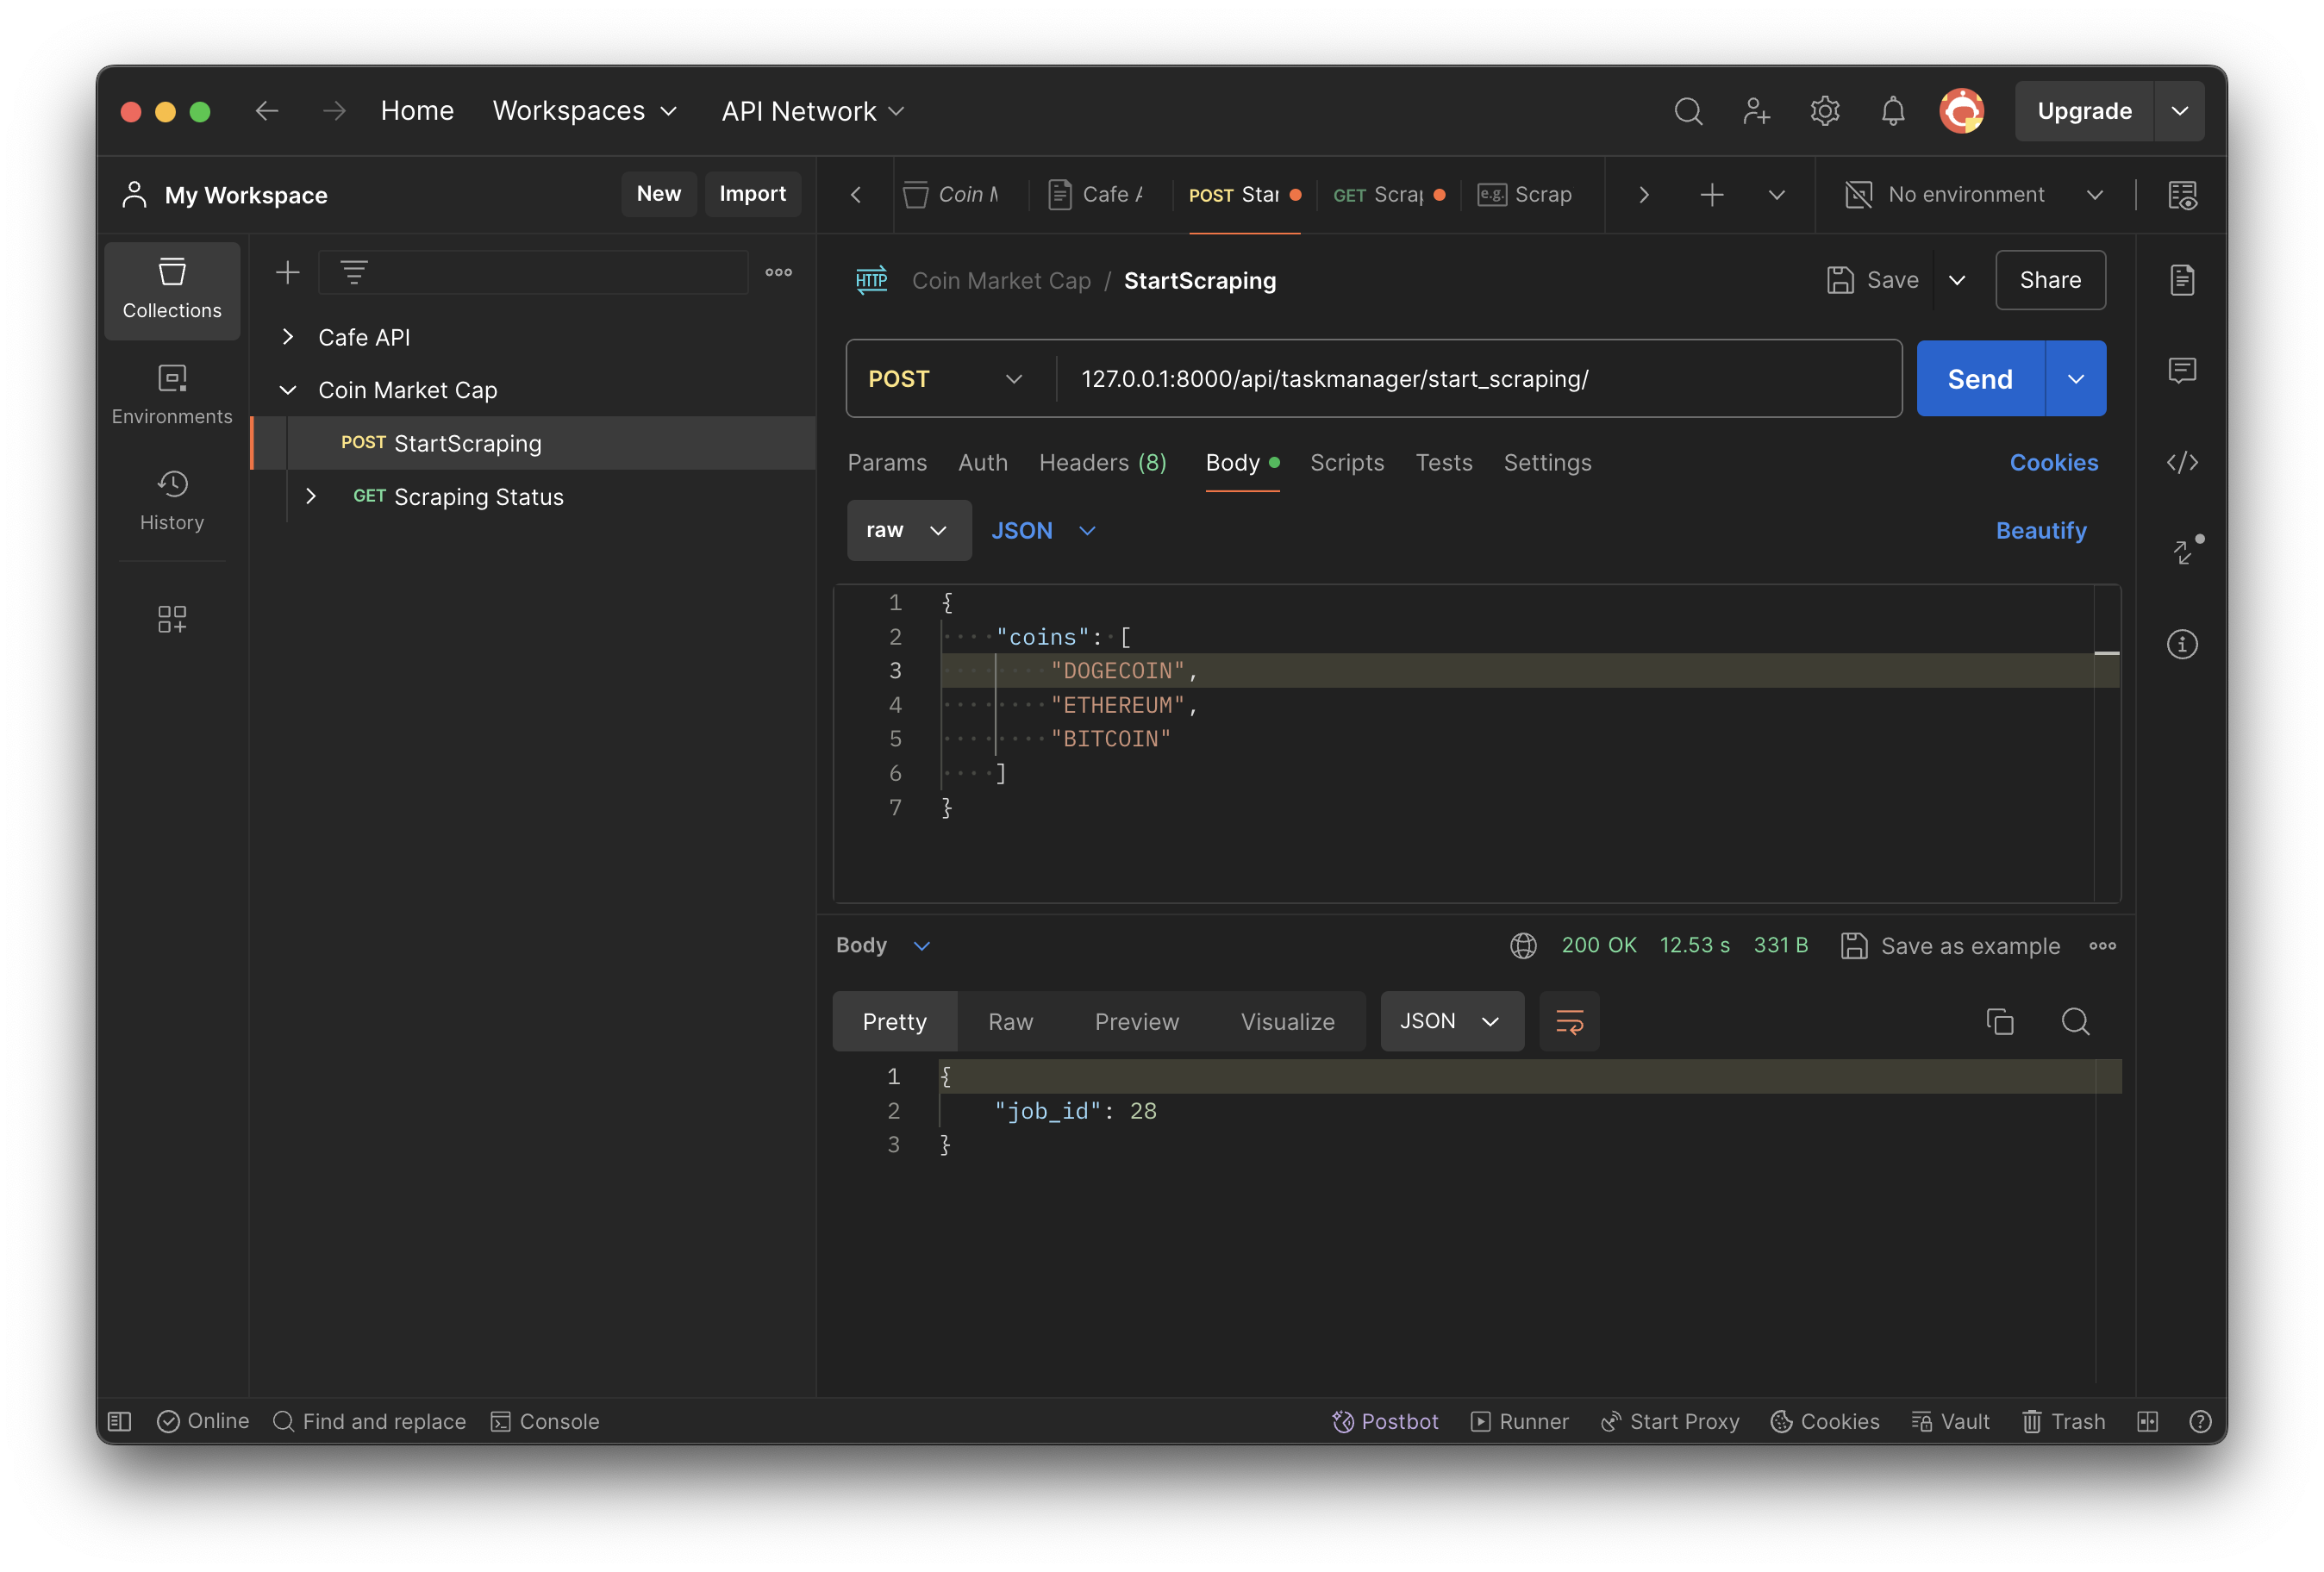 Home Workspaces API Network Upgrade
My Workspace New Import
Coin Cafe A POST Star GET Scrap e.g. Scrap No environment
Collections
Environments
History
Cafe API
Coin Market Cap
POST StartScraping
GET Scraping Status
HTTP Coin Market Cap / StartScraping Save Share
POST 127.0.0.1:8000/api/taskmanager/start_scraping/ Send
Params Auth Headers (8) Body Scripts Tests Settings Cookies
raw JSON Beautify
1 {
2 "coins": [
3 "DOGECOIN",
4 "ETHEREUM",
5 "BITCOIN"
6 ]
7 }
Body 200 OK 12.53 s 331 B Save as example
Pretty Raw Preview Visualize JSON
1 {
2 "job_id": 28
3 }
Online Find and replace Console Postbot Runner Start Proxy Cookies Vault Trash